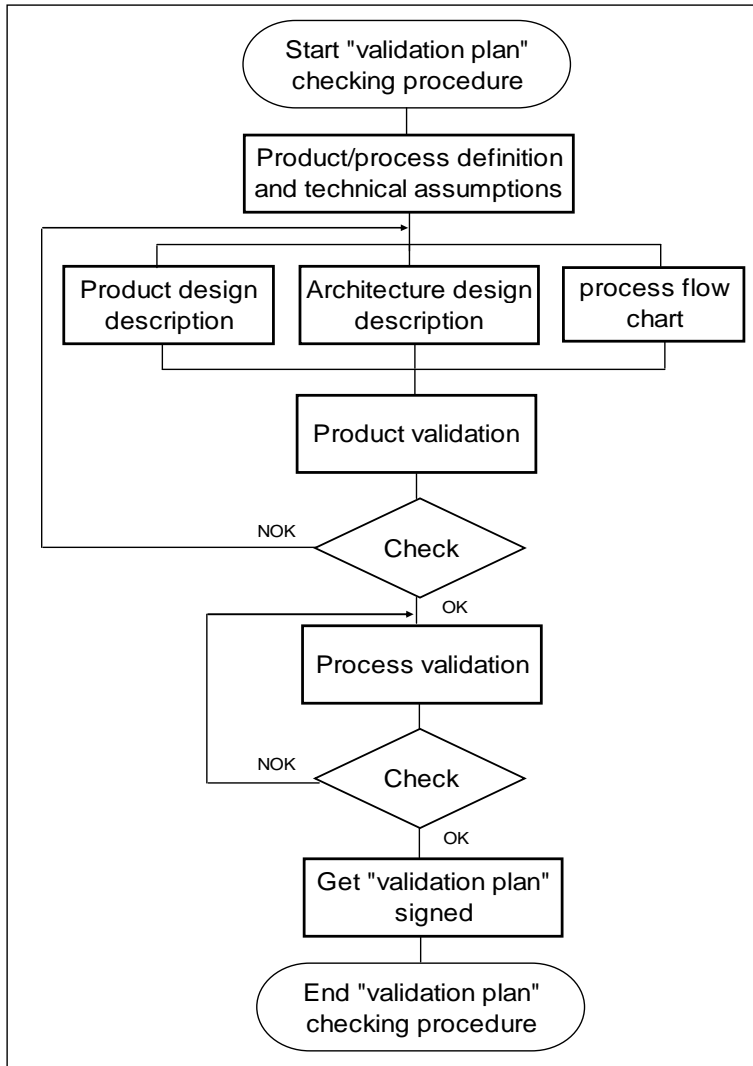 Start "validation plan"
checking procedure
Product/process definition
and technical assumptions
Product design
description
Architecture design
description
process flow
chart
Product validation
NOK
Check
OK
Process validation
NOK
Check
OK
Get "validation plan"
signed
End "validation plan"
checking procedure